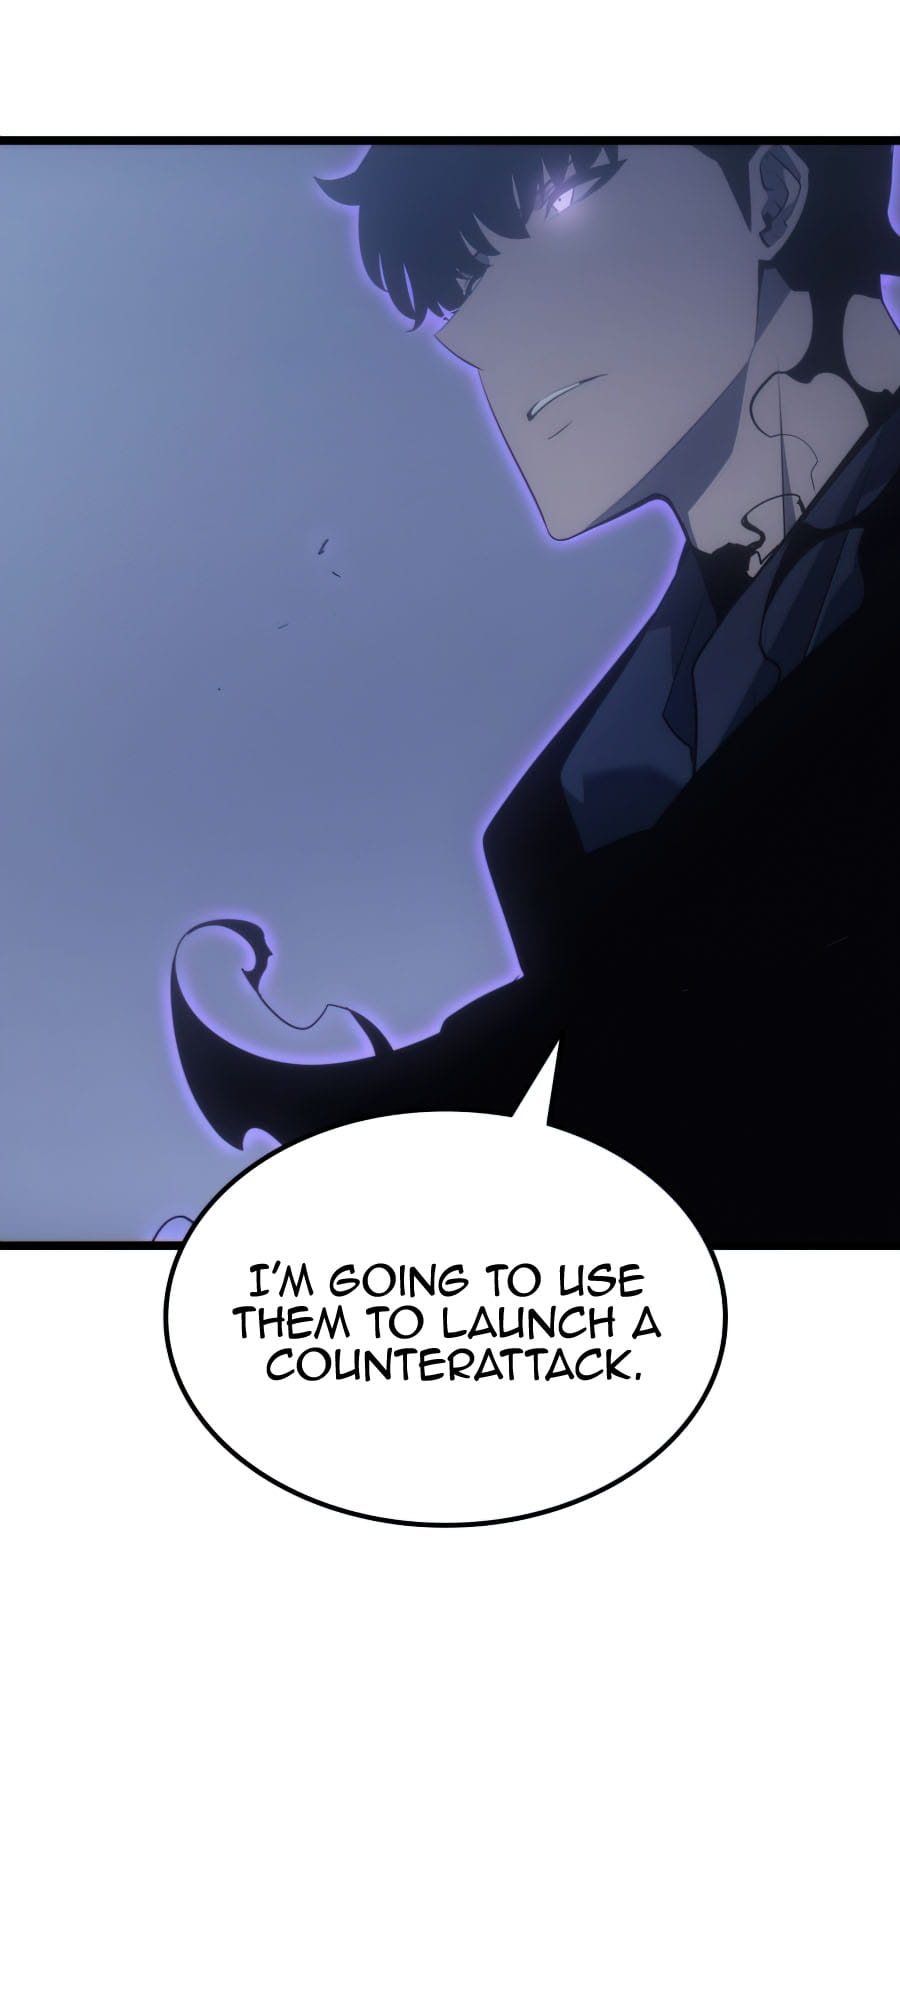 I'M GOING TO USE
THEM TO LAUNCH A
COUNTERATTACK.